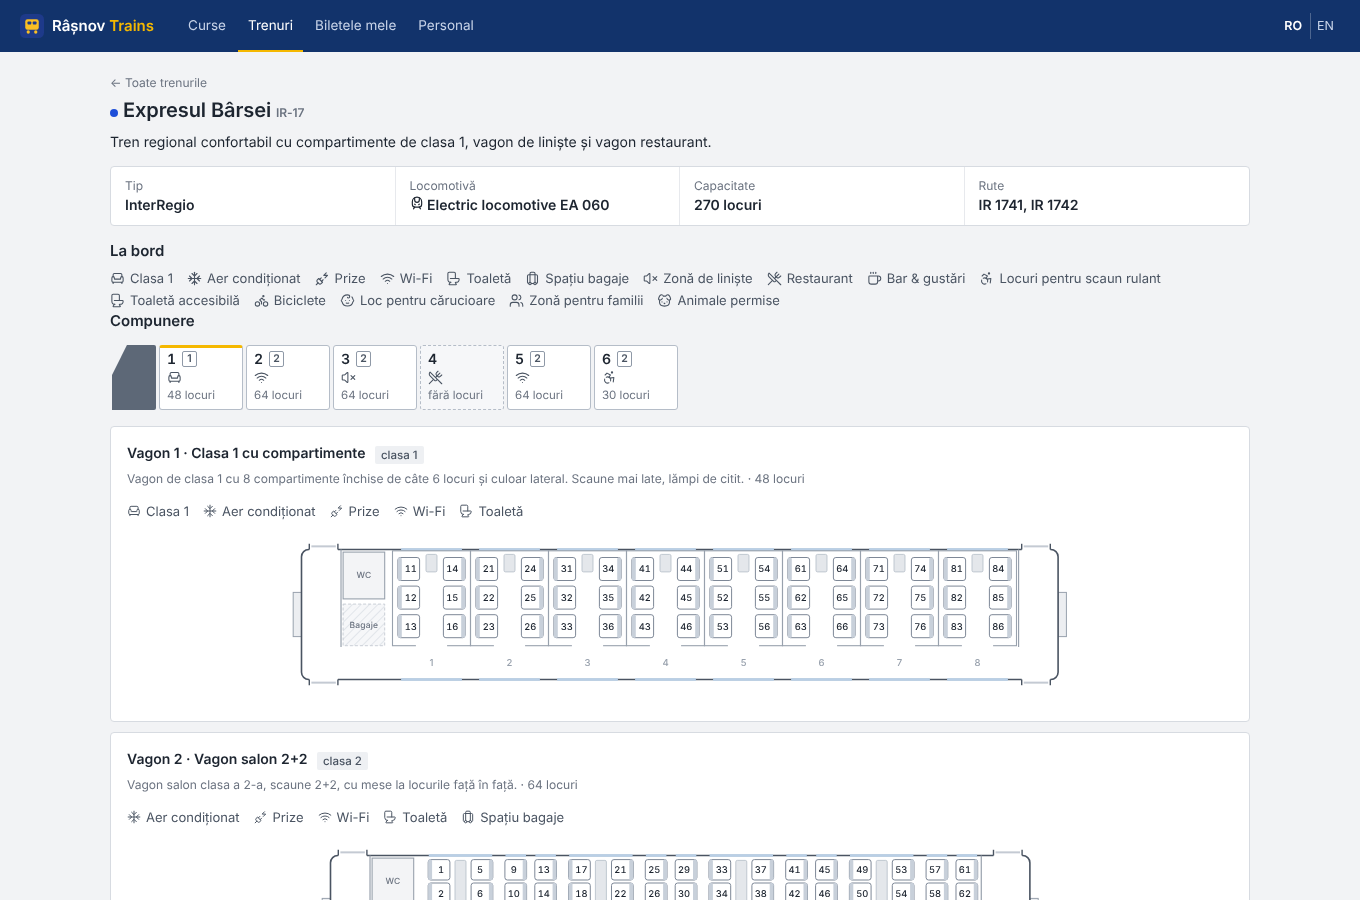 Râșnov Trains
Curse Trenuri Biletele mele Personal
RO EN
← Toate trenurile
Expresul Bârsei IR-17
Tren regional confortabil cu compartimente de clasa 1, vagon de liniște și vagon restaurant.
Tip
InterRegio
Locomotivă
Electric locomotive EA 060
Capacitate
270 locuri
Rute
IR 1741, IR 1742
La bord
Clasa 1 Aer condiționat Prize Wi-Fi Toaletă Spațiu bagaje Zonă de liniște Restaurant Bar & gustări Locuri pentru scaun rulant
Toaletă accesibilă Biciclete Loc pentru cărucioare Zonă pentru familii Animale permise
Compunere
1 1
48 locuri
2 2
64 locuri
3 2
64 locuri
4
fără locuri
5 2
64 locuri
6 2
30 locuri
Vagon 1 · Clasa 1 cu compartimente clasa 1
Vagon de clasa 1 cu 8 compartimente închise de câte 6 locuri și culoar lateral. Scaune mai late, lămpi de citit. · 48 locuri
Clasa 1 Aer condiționat Prize Wi-Fi Toaletă
WC 11 14 21 24 31 34 41 44 51 54 61 64 71 74 81 84
12 15 22 25 32 35 42 45 52 55 62 65 72 75 82 85
Bagaje 13 16 23 26 33 36 43 46 53 56 63 66 73 76 83 86
1 2 3 4 5 6 7 8
Vagon 2 · Vagon salon 2+2 clasa 2
Vagon salon clasa a 2-a, scaune 2+2, cu mese la locurile față în față. · 64 locuri
Aer condiționat Prize Wi-Fi Toaletă Spațiu bagaje
WC 1 5 9 13 17 21 25 29 33 37 41 45 49 53 57 61
2 6 10 14 18 22 26 30 34 38 42 46 50 54 58 62